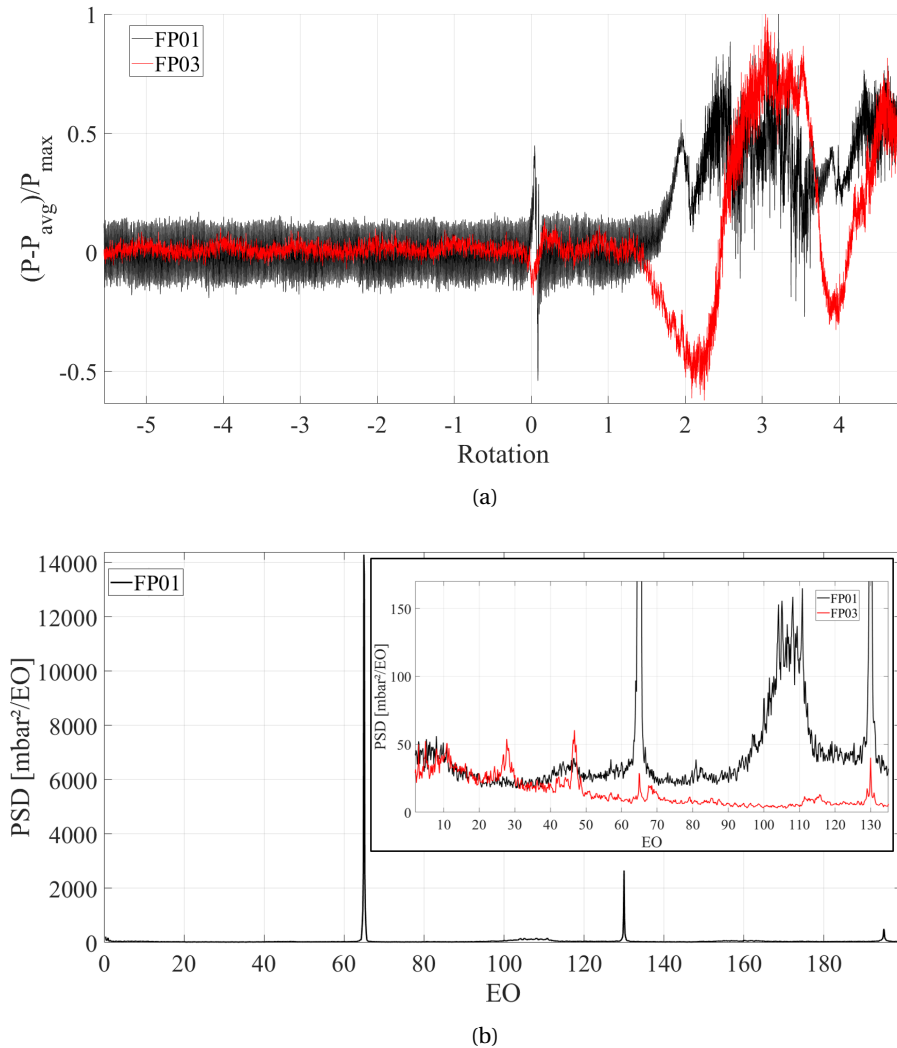 1
0.5
0
-0.5
(P-P_avg)/P_max
FP01
FP03
-5 -4 -3 -2 -1 0 1 2 3 4
Rotation
(a)
14000
12000
10000
8000
6000
4000
2000
0
PSD [mbar²/EO]
FP01
150
100
50
0
PSD [mbar²/EO]
FP01
FP03
10 20 30 40 50 60 70 80 90 100 110 120 130
EO
0 20 40 60 80 100 120 140 160 180
EO
(b)